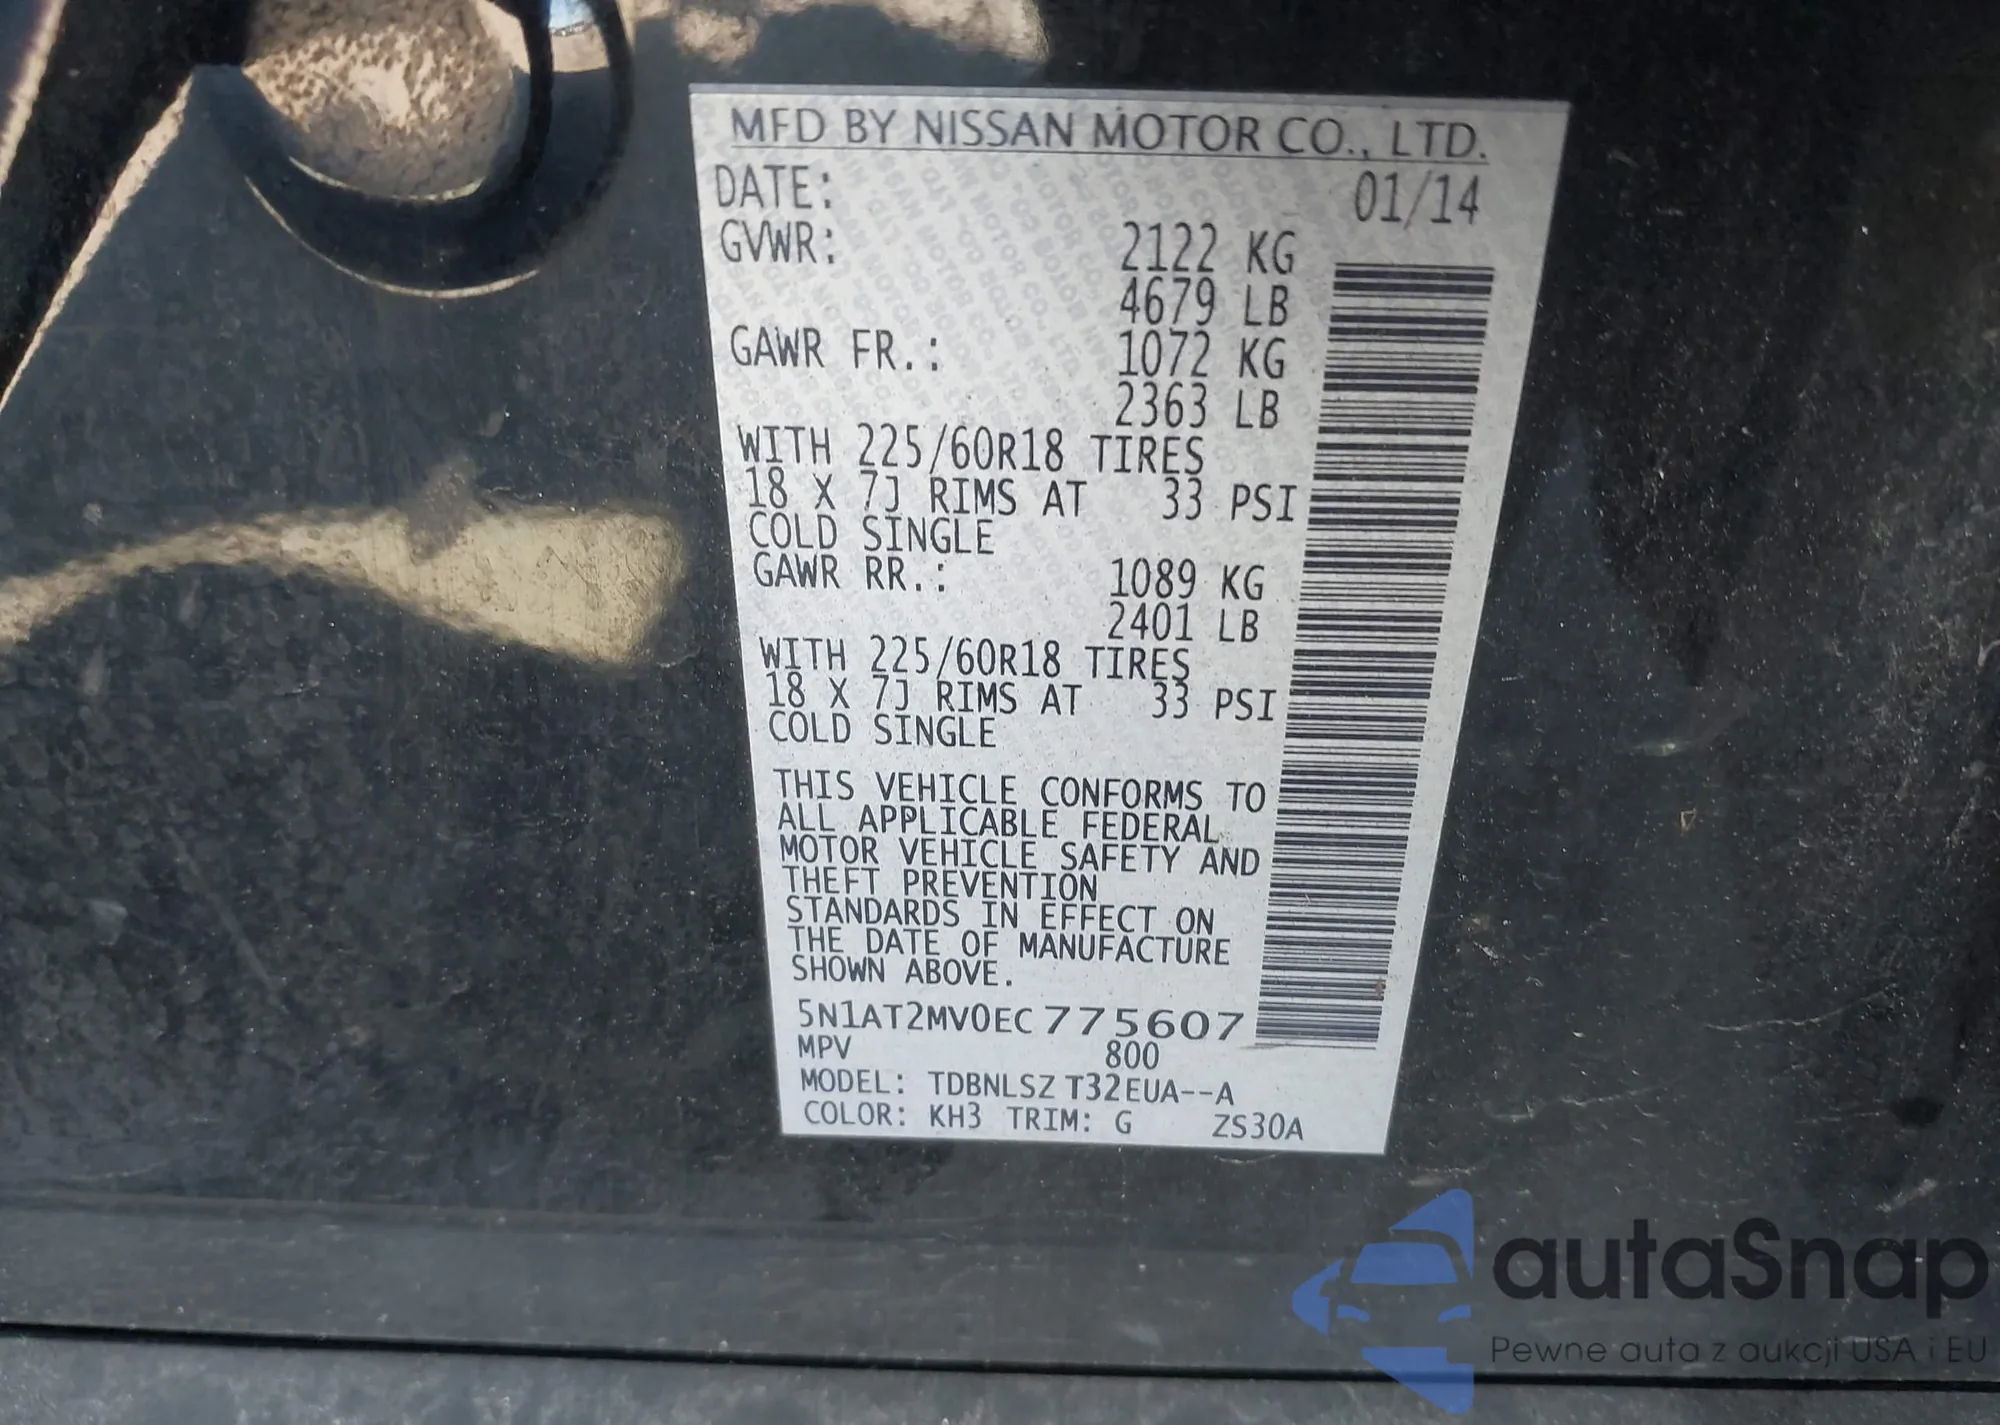 MFD BY NISSAN MOTOR CO., LTD.
DATE: 01/14
GVWR: 2122 KG
4679 LB
GAWR FR.: 1072 KG
2363 LB
WITH 225/60R18 TIRES
18 X 7J RIMS AT 33 PSI
COLD SINGLE
GAWR RR.: 1089 KG
2401 LB
WITH 225/60R18 TIRES
18 X 7J RIMS AT 33 PSI
COLD SINGLE
THIS VEHICLE CONFORMS TO
ALL APPLICABLE FEDERAL
MOTOR VEHICLE SAFETY AND
THEFT PREVENTION
STANDARDS IN EFFECT ON
THE DATE OF MANUFACTURE
SHOWN ABOVE.
5N1AT2MV0EC775607
MPV 800
MODEL: TDBNLSZ T32EUA--A
COLOR: KH3 TRIM: G ZS30A
autaSnap
Pewne auta z aukcji USA i EU